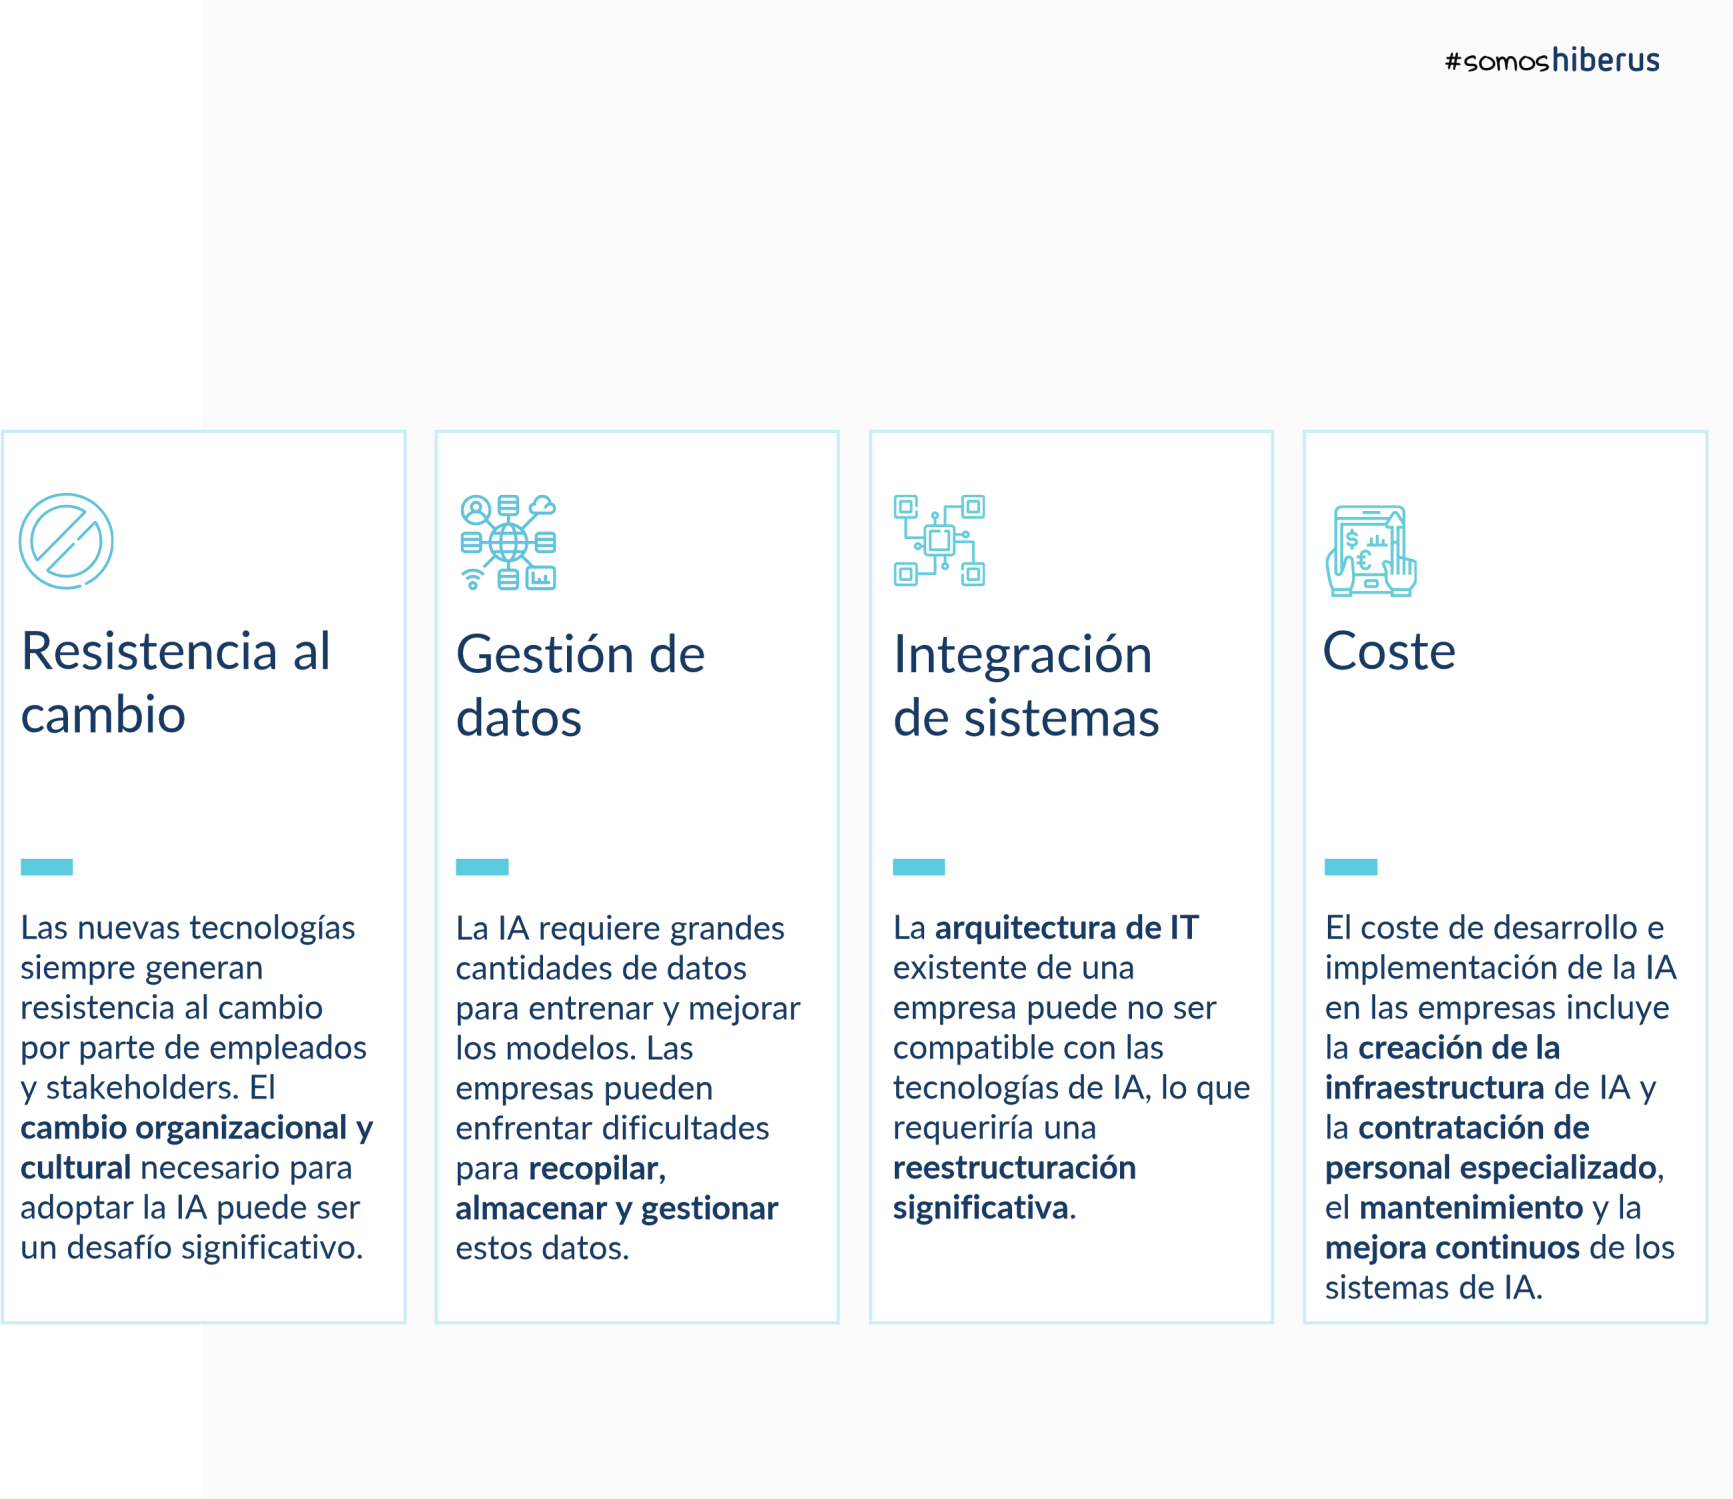 #somoshiberus
Resistencia al
cambio
Las nuevas tecnologías
siempre generan
resistencia al cambio
por parte de empleados
y stakeholders. El
cambio organizacional y
cultural necesario para
adoptar la IA puede ser
un desafío significativo.
Gestión de
datos
La IA requiere grandes
cantidades de datos
para entrenar y mejorar
los modelos. Las
empresas pueden
enfrentar dificultades
para recopilar,
almacenar y gestionar
estos datos.
Integración
de sistemas
La arquitectura de IT
existente de una
empresa puede no ser
compatible con las
tecnologías de IA, lo que
requeriría una
reestructuración
significativa.
$
€
Coste
El coste de desarrollo e
implementación de la IA
en las empresas incluye
la creación de la
infraestructura de IA y
la contratación de
personal especializado,
el mantenimiento y la
mejora continuos de los
sistemas de IA.